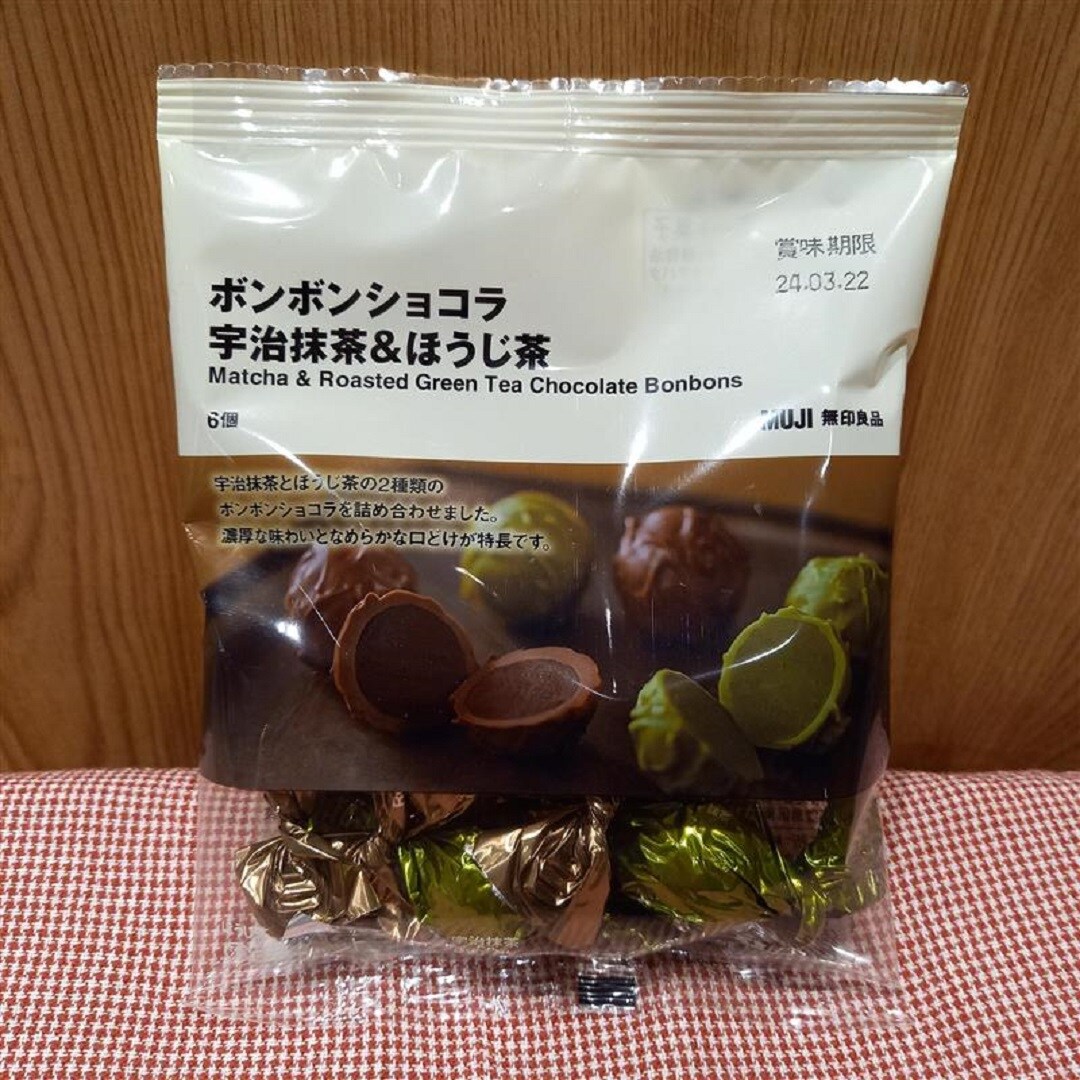 賞味期限
24.03.22
ボンボンショコラ
宇治抹茶&ほうじ茶
Matcha & Roasted Green Tea Chocolate Bonbons
6個
MUJI 無印良品
宇治抹茶とほうじ茶の2種類の
ボンボンショコラを詰め合わせました。
濃厚な味わいとなめらかな口どけが特長です。
宇治抹茶